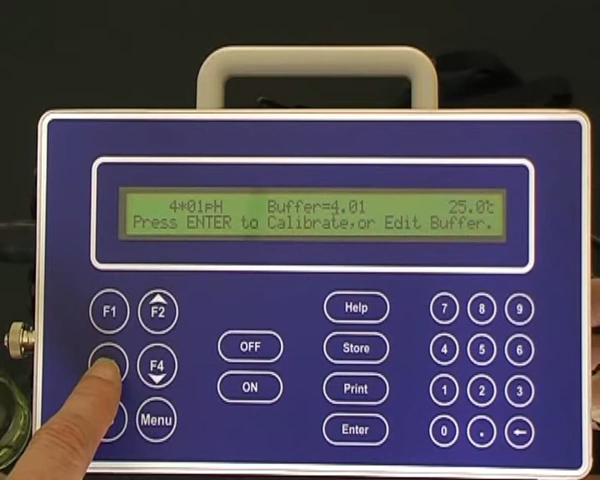 4*01pH Buffer=4.01 25.0℃
Press ENTER to Calibrate,or Edit Buffer.
F1 F2 Help 7 8 9
F4 OFF Store 4 5 6
ON Print 1 2 3
Menu Enter 0 . ←